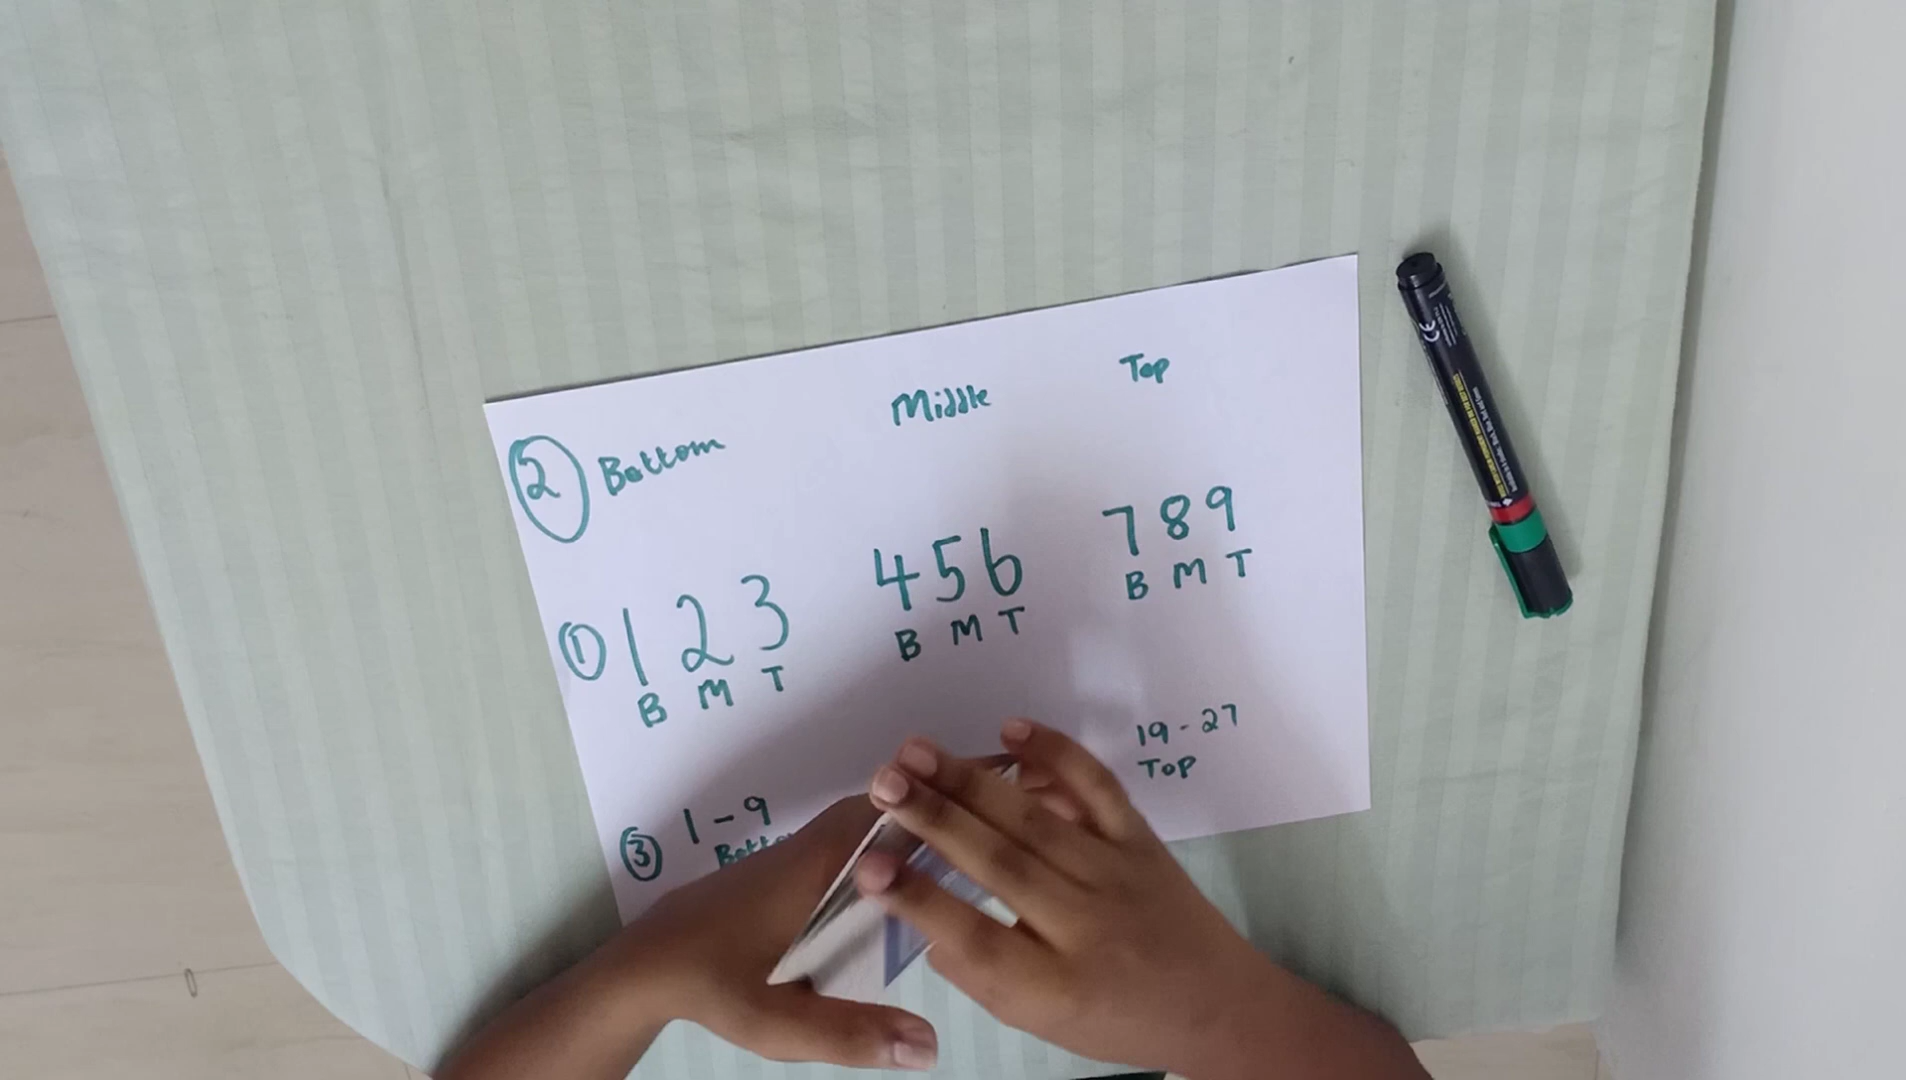 Middle
Top
② Bottom
① 1 2 3 4 5 6 7 8 9
B M T B M T B M T
③ 1-9 19-27
Top
CE